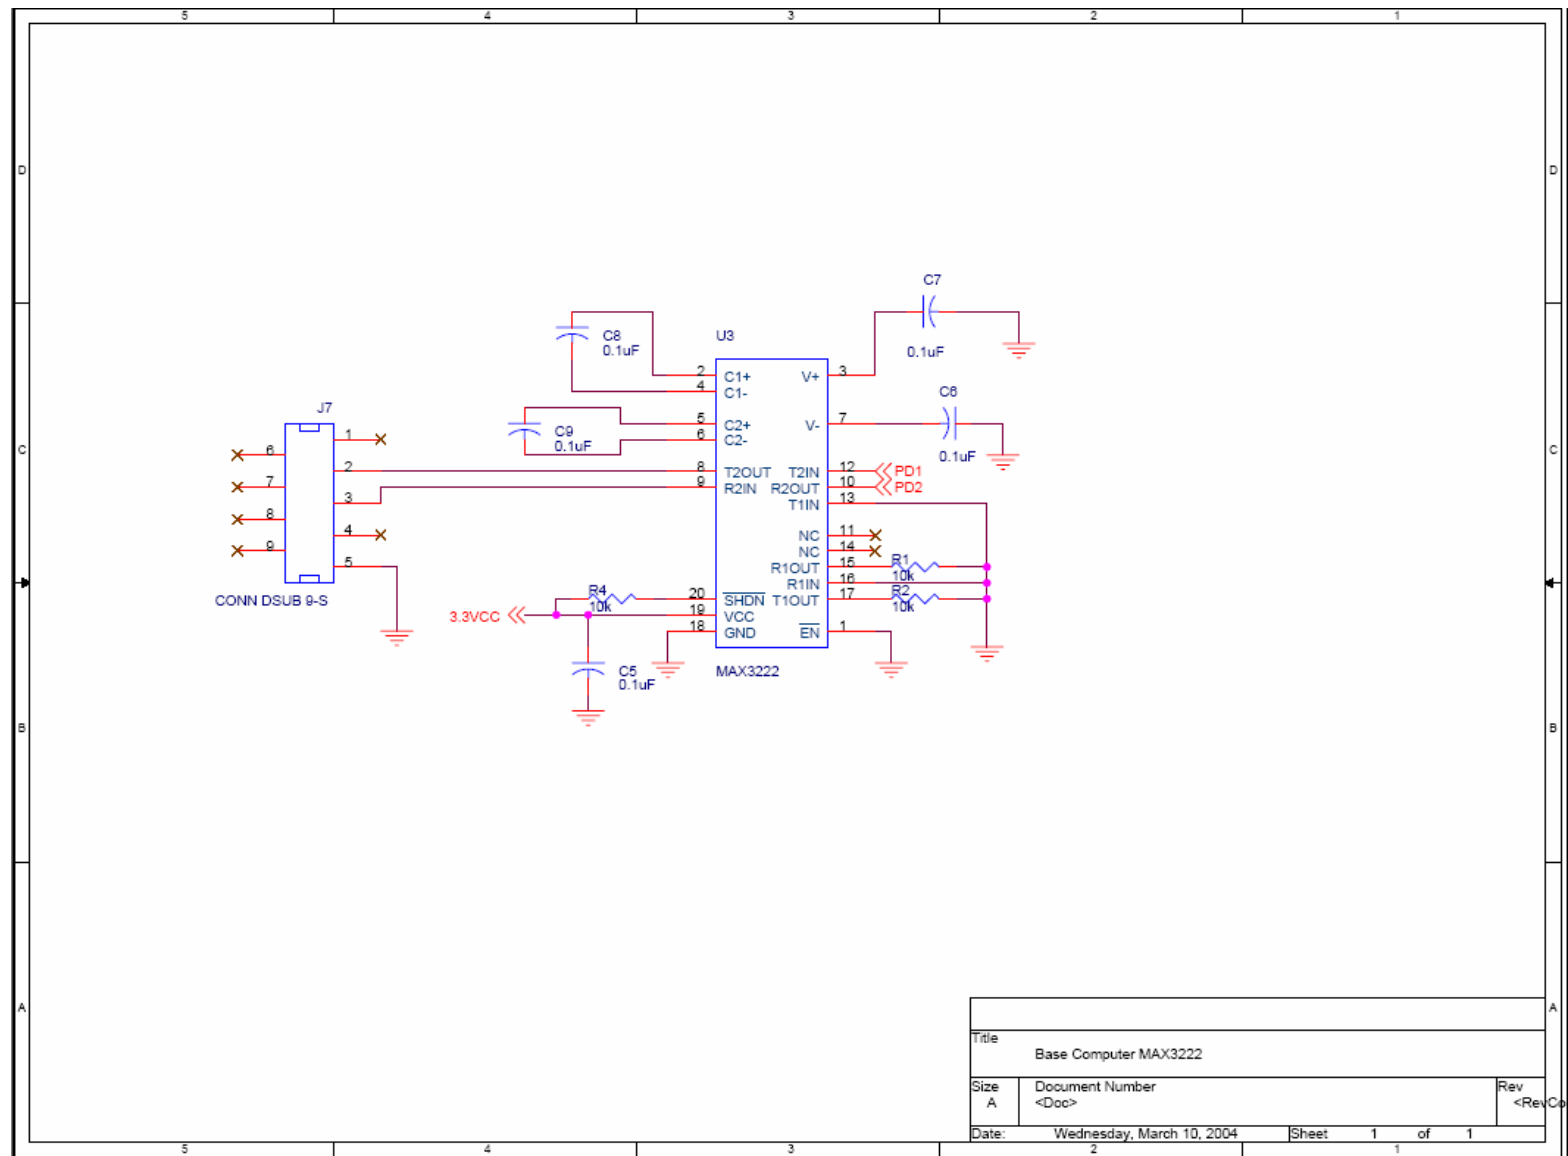 5 4 3 2 1
D D
C7
0.1uF
C8
0.1uF
U3
2 C1+ V+ 3
4 C1-
C6
0.1uF
J7
C9
0.1uF
5 C2+ V- 7
6 C2-
C C
1
6
2
7
3
8
4
9
5
CONN DSUB 9-S
8 T2OUT T2IN 12 PD1
9 R2IN R2OUT 10 PD2
T1IN 13
NC 11
NC 14
R1OUT 15 R1
10k
R1IN 16
R4
10k
20 SHDN T1OUT 17 R2
10k
3.3VCC 19 VCC
18 GND EN 1
C5
0.1uF
MAX3222
B B
A A
Title
Base Computer MAX3222
Size Document Number Rev
A <Doc> <RevCo
Date: Wednesday, March 10, 2004 Sheet 1 of 1
5 4 3 2 1